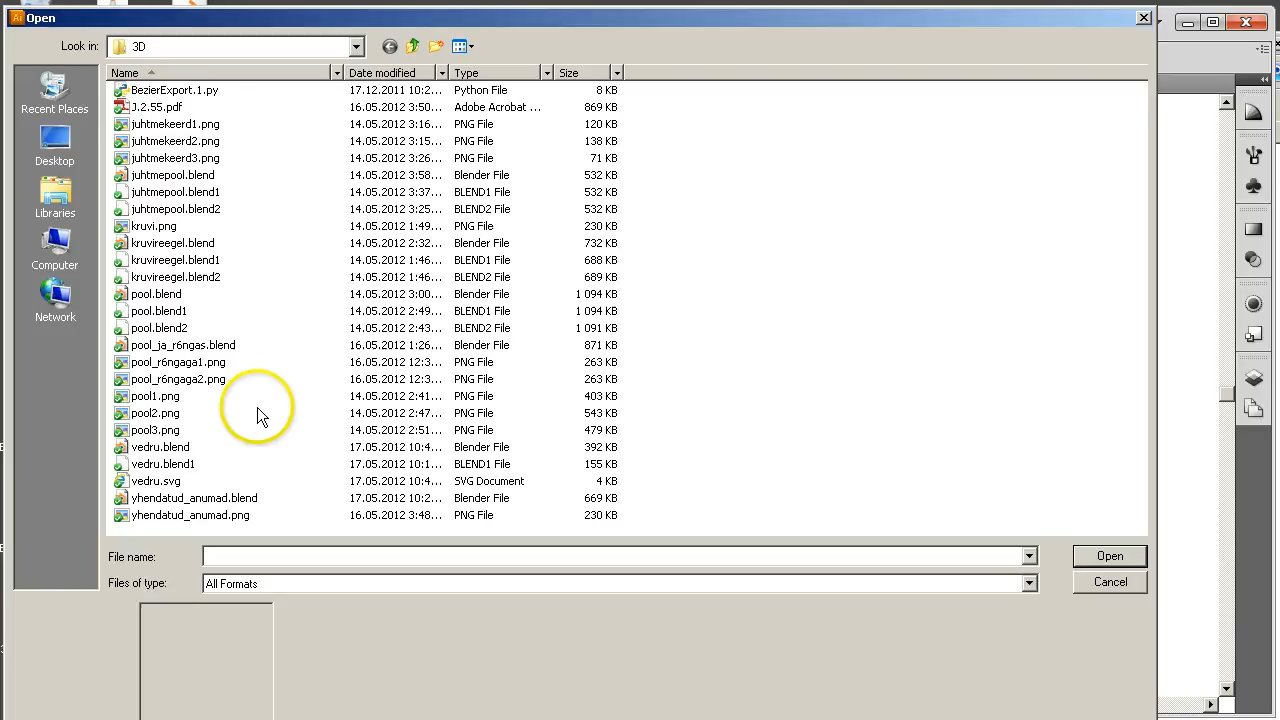 Ai Open
Look in: 3D
Name Date modified Type Size
BezierExport.1.py 17.12.2011 10:2... Python File 8 KB
J.2.55.pdf 16.05.2012 3:50... Adobe Acrobat ... 869 KB
juhtmekeerd1.png 14.05.2012 3:16... PNG File 120 KB
juhtmekeerd2.png 14.05.2012 3:15... PNG File 138 KB
juhtmekeerd3.png 14.05.2012 3:26... PNG File 71 KB
juhtmepool.blend 14.05.2012 3:58... Blender File 532 KB
juhtmepool.blend1 14.05.2012 3:37... BLEND1 File 532 KB
juhtmepool.blend2 14.05.2012 3:25... BLEND2 File 532 KB
kruvi.png 14.05.2012 1:49... PNG File 230 KB
kruvireegel.blend 14.05.2012 2:32... Blender File 732 KB
kruvireegel.blend1 14.05.2012 1:46... BLEND1 File 688 KB
kruvireegel.blend2 14.05.2012 1:46... BLEND2 File 689 KB
pool.blend 14.05.2012 3:00... Blender File 1 094 KB
pool.blend1 14.05.2012 2:49... BLEND1 File 1 094 KB
pool.blend2 14.05.2012 2:43... BLEND2 File 1 091 KB
pool_ja_r6ngas.blend 16.05.2012 1:26... Blender File 871 KB
pool_r6ngaga1.png 16.05.2012 12:3... PNG File 263 KB
pool_r6ngaga2.png 16.05.2012 12:3... PNG File 263 KB
pool1.png 14.05.2012 2:41... PNG File 403 KB
pool2.png 14.05.2012 2:47... PNG File 543 KB
pool3.png 14.05.2012 2:51... PNG File 479 KB
vedru.blend 17.05.2012 10:4... Blender File 392 KB
vedru.blend1 17.05.2012 10:1... BLEND1 File 155 KB
vedru.svg 17.05.2012 10:4... SVG Document 4 KB
yhendatud_anumad.blend 17.05.2012 10:2... Blender File 669 KB
yhendatud_anumad.png 16.05.2012 3:48... PNG File 230 KB
Recent Places
Desktop
Libraries
Computer
Network
File name: Open
Files of type: All Formats Cancel